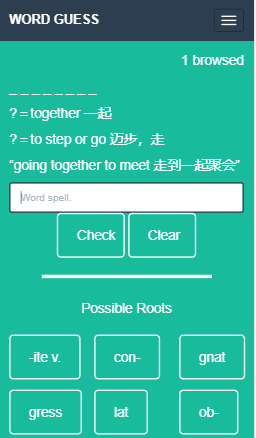 WORD GUESS
1 browsed
_ _ _ _ _ _ _ _
? = together 一起
? = to step or go 迈步，走
“going together to meet 走到一起聚会”
Word spell.
Check Clear
Possible Roots
-ite v. con- gnat
gress lat ob-